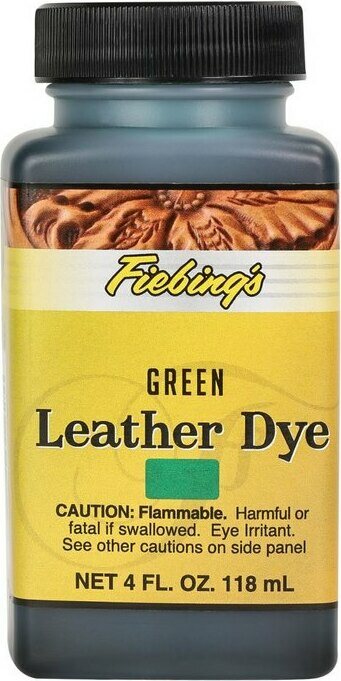 Fiebing's
GREEN
Leather Dye
CAUTION: Flammable. Harmful or
fatal if swallowed. Eye Irritant.
See other cautions on side panel
NET 4 FL. OZ. 118 mL